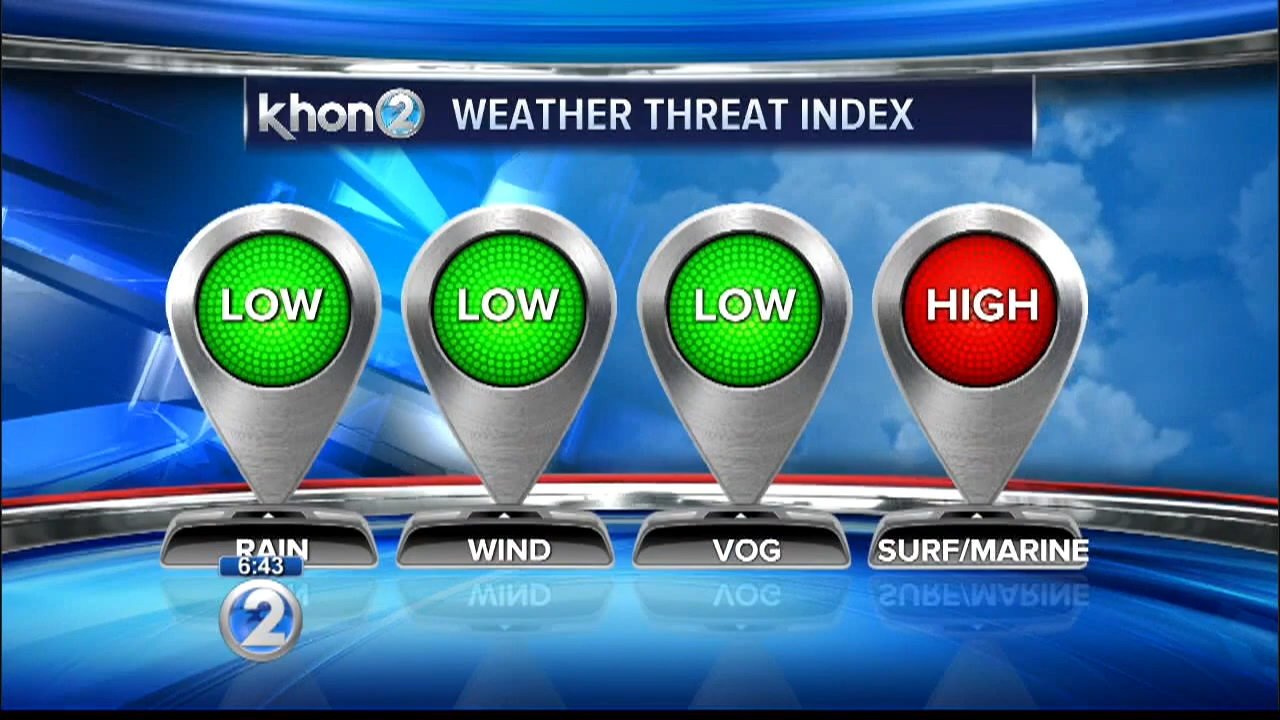 khon2 WEATHER THREAT INDEX
LOW LOW LOW HIGH
RAIN WIND VOG SURF/MARINE
6:43
2